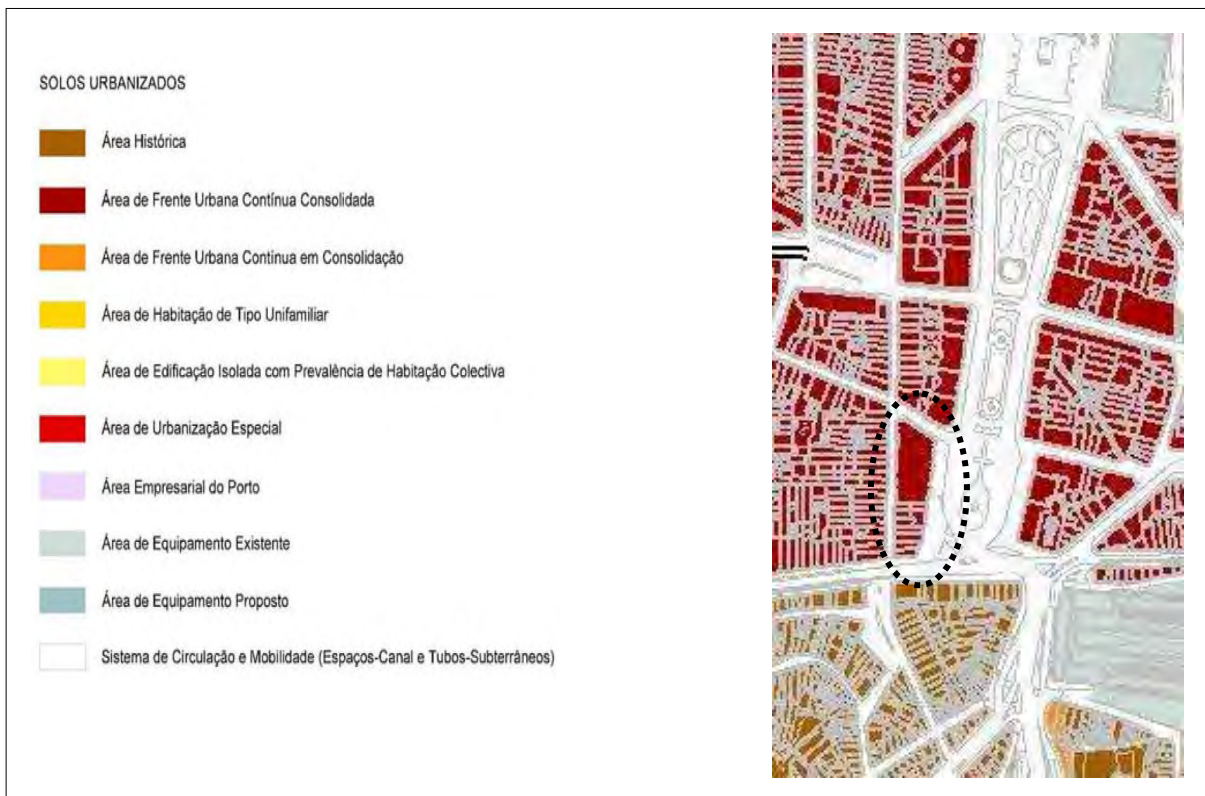 SOLOS URBANIZADOS
Área Histórica
Área de Frente Urbana Contínua Consolidada
Área de Frente Urbana Continua em Consolidação
Área de Habitação de Tipo Unifamiliar
Área de Edificação Isolada com Prevalência de Habitação Colectiva
Área de Urbanização Especial
Área Empresarial do Porto
Área de Equipamento Existente
Área de Equipamento Proposto
Sistema de Circulação e Mobilidade (Espaços-Canal e Tubos-Subterrâneos)